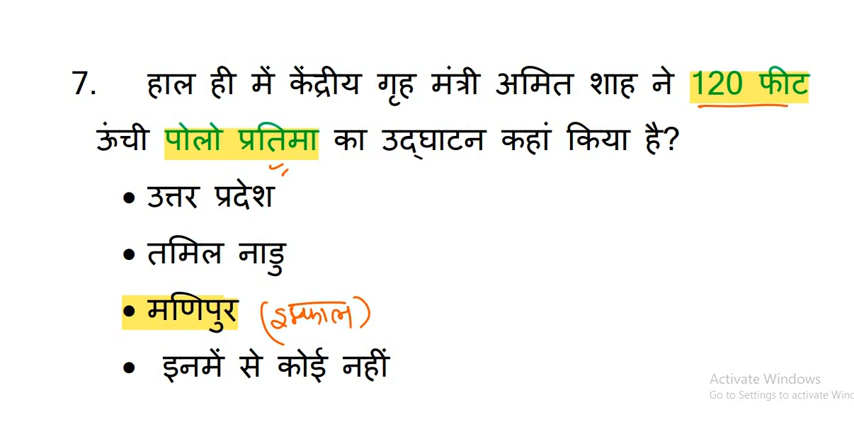 7. हाल ही में केंद्रीय गृह मंत्री अमित शाह ने 120 फीट
ऊंची पोलो प्रतिमा का उद्घाटन कहां किया है?
• उत्तर प्रदेश
• तमिल नाडु
• मणिपुर (इम्फाल)
• इनमें से कोई नहीं
Activate Windows
Go to Settings to activate Wind